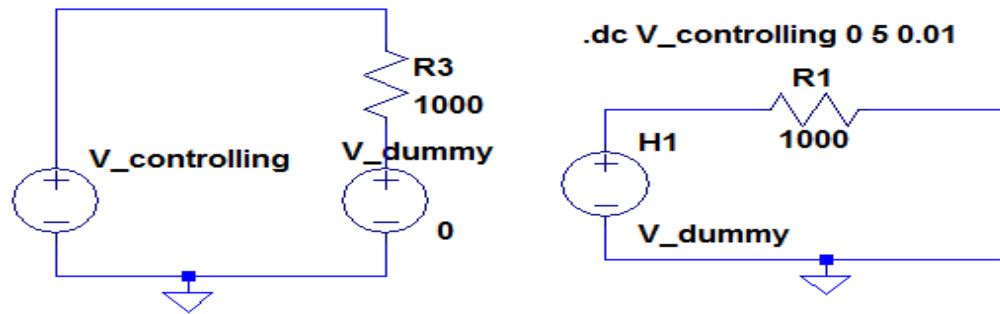 R3
1000
V_controlling
V_dummy
0
.dc V_controlling 0 5 0.01
R1
1000
H1
V_dummy